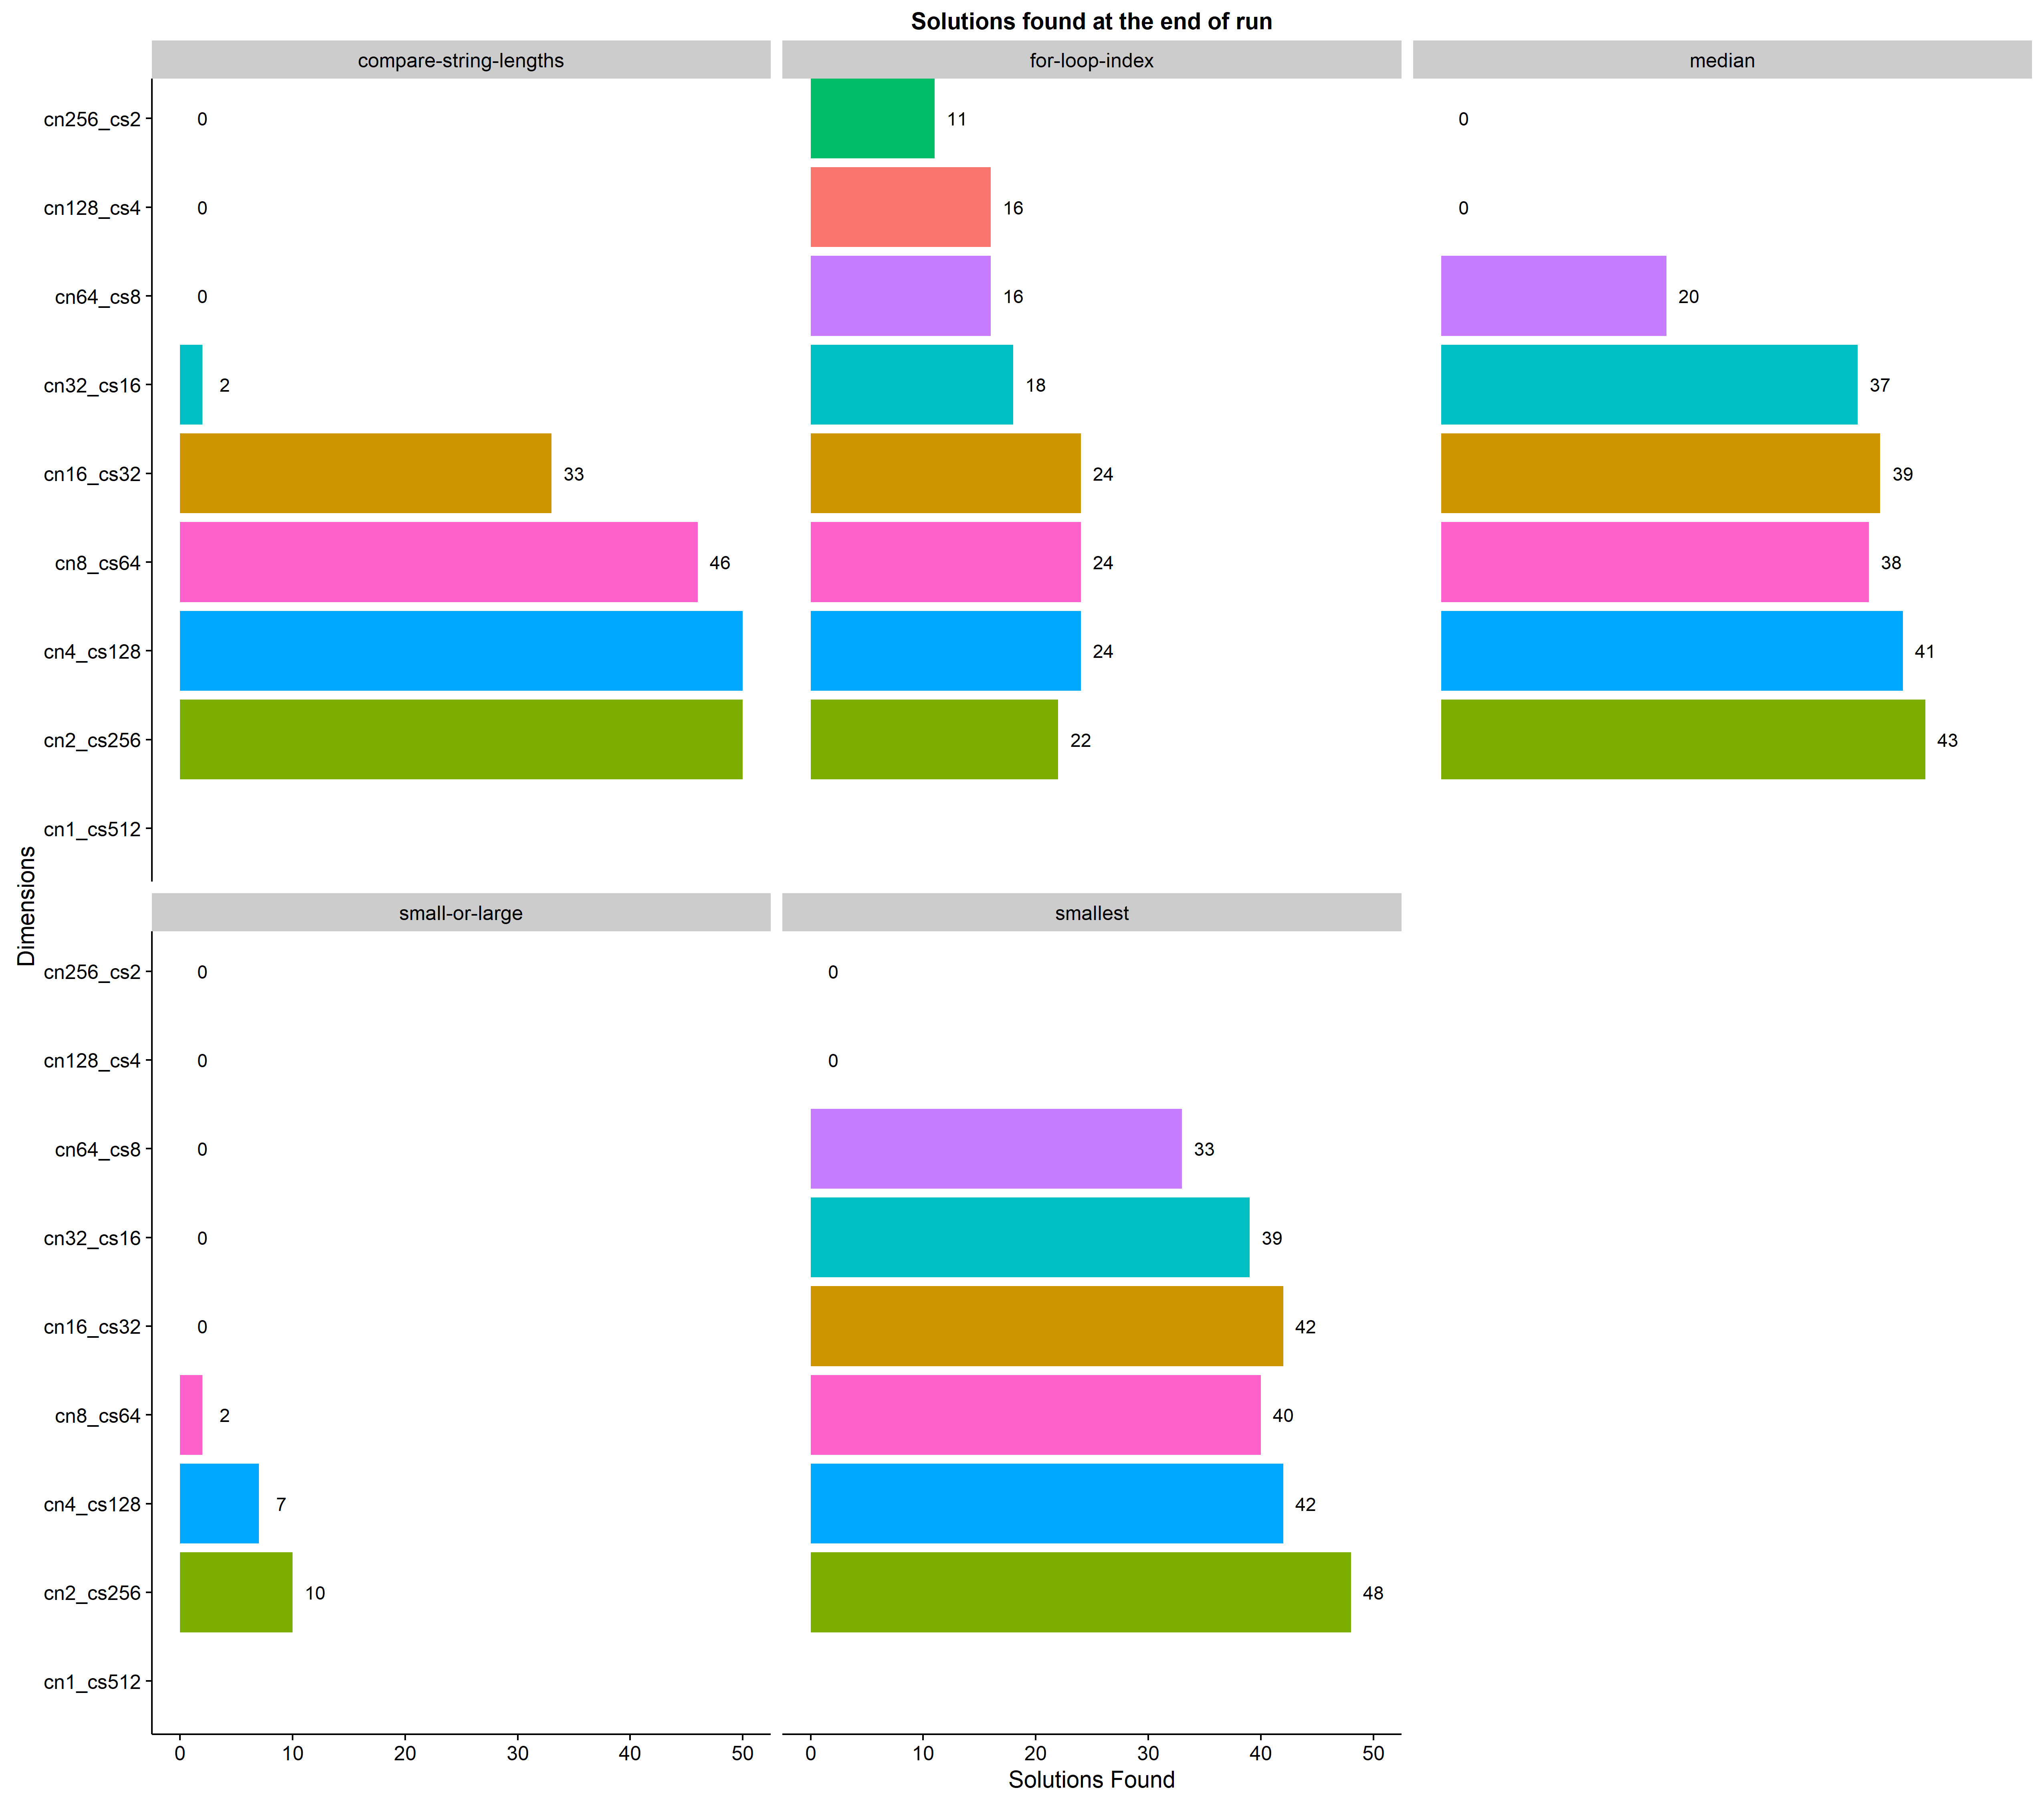 Solutions found at the end of run
compare-string-lengths
for-loop-index
median
cn256_cs2 0 11 0
cn128_cs4 0 16 0
cn64_cs8 0 16 20
cn32_cs16 2 18 37
cn16_cs32 33 24 39
cn8_cs64 46 24 38
cn4_cs128 24 41
cn2_cs256 22 43
cn1_cs512
Dimensions
small-or-large
smallest
cn256_cs2 0 0
cn128_cs4 0 0
cn64_cs8 0 33
cn32_cs16 0 39
cn16_cs32 0 42
cn8_cs64 2 40
cn4_cs128 7 42
cn2_cs256 10 48
cn1_cs512
0 10 20 30 40 50
0 10 20 30 40 50
Solutions Found